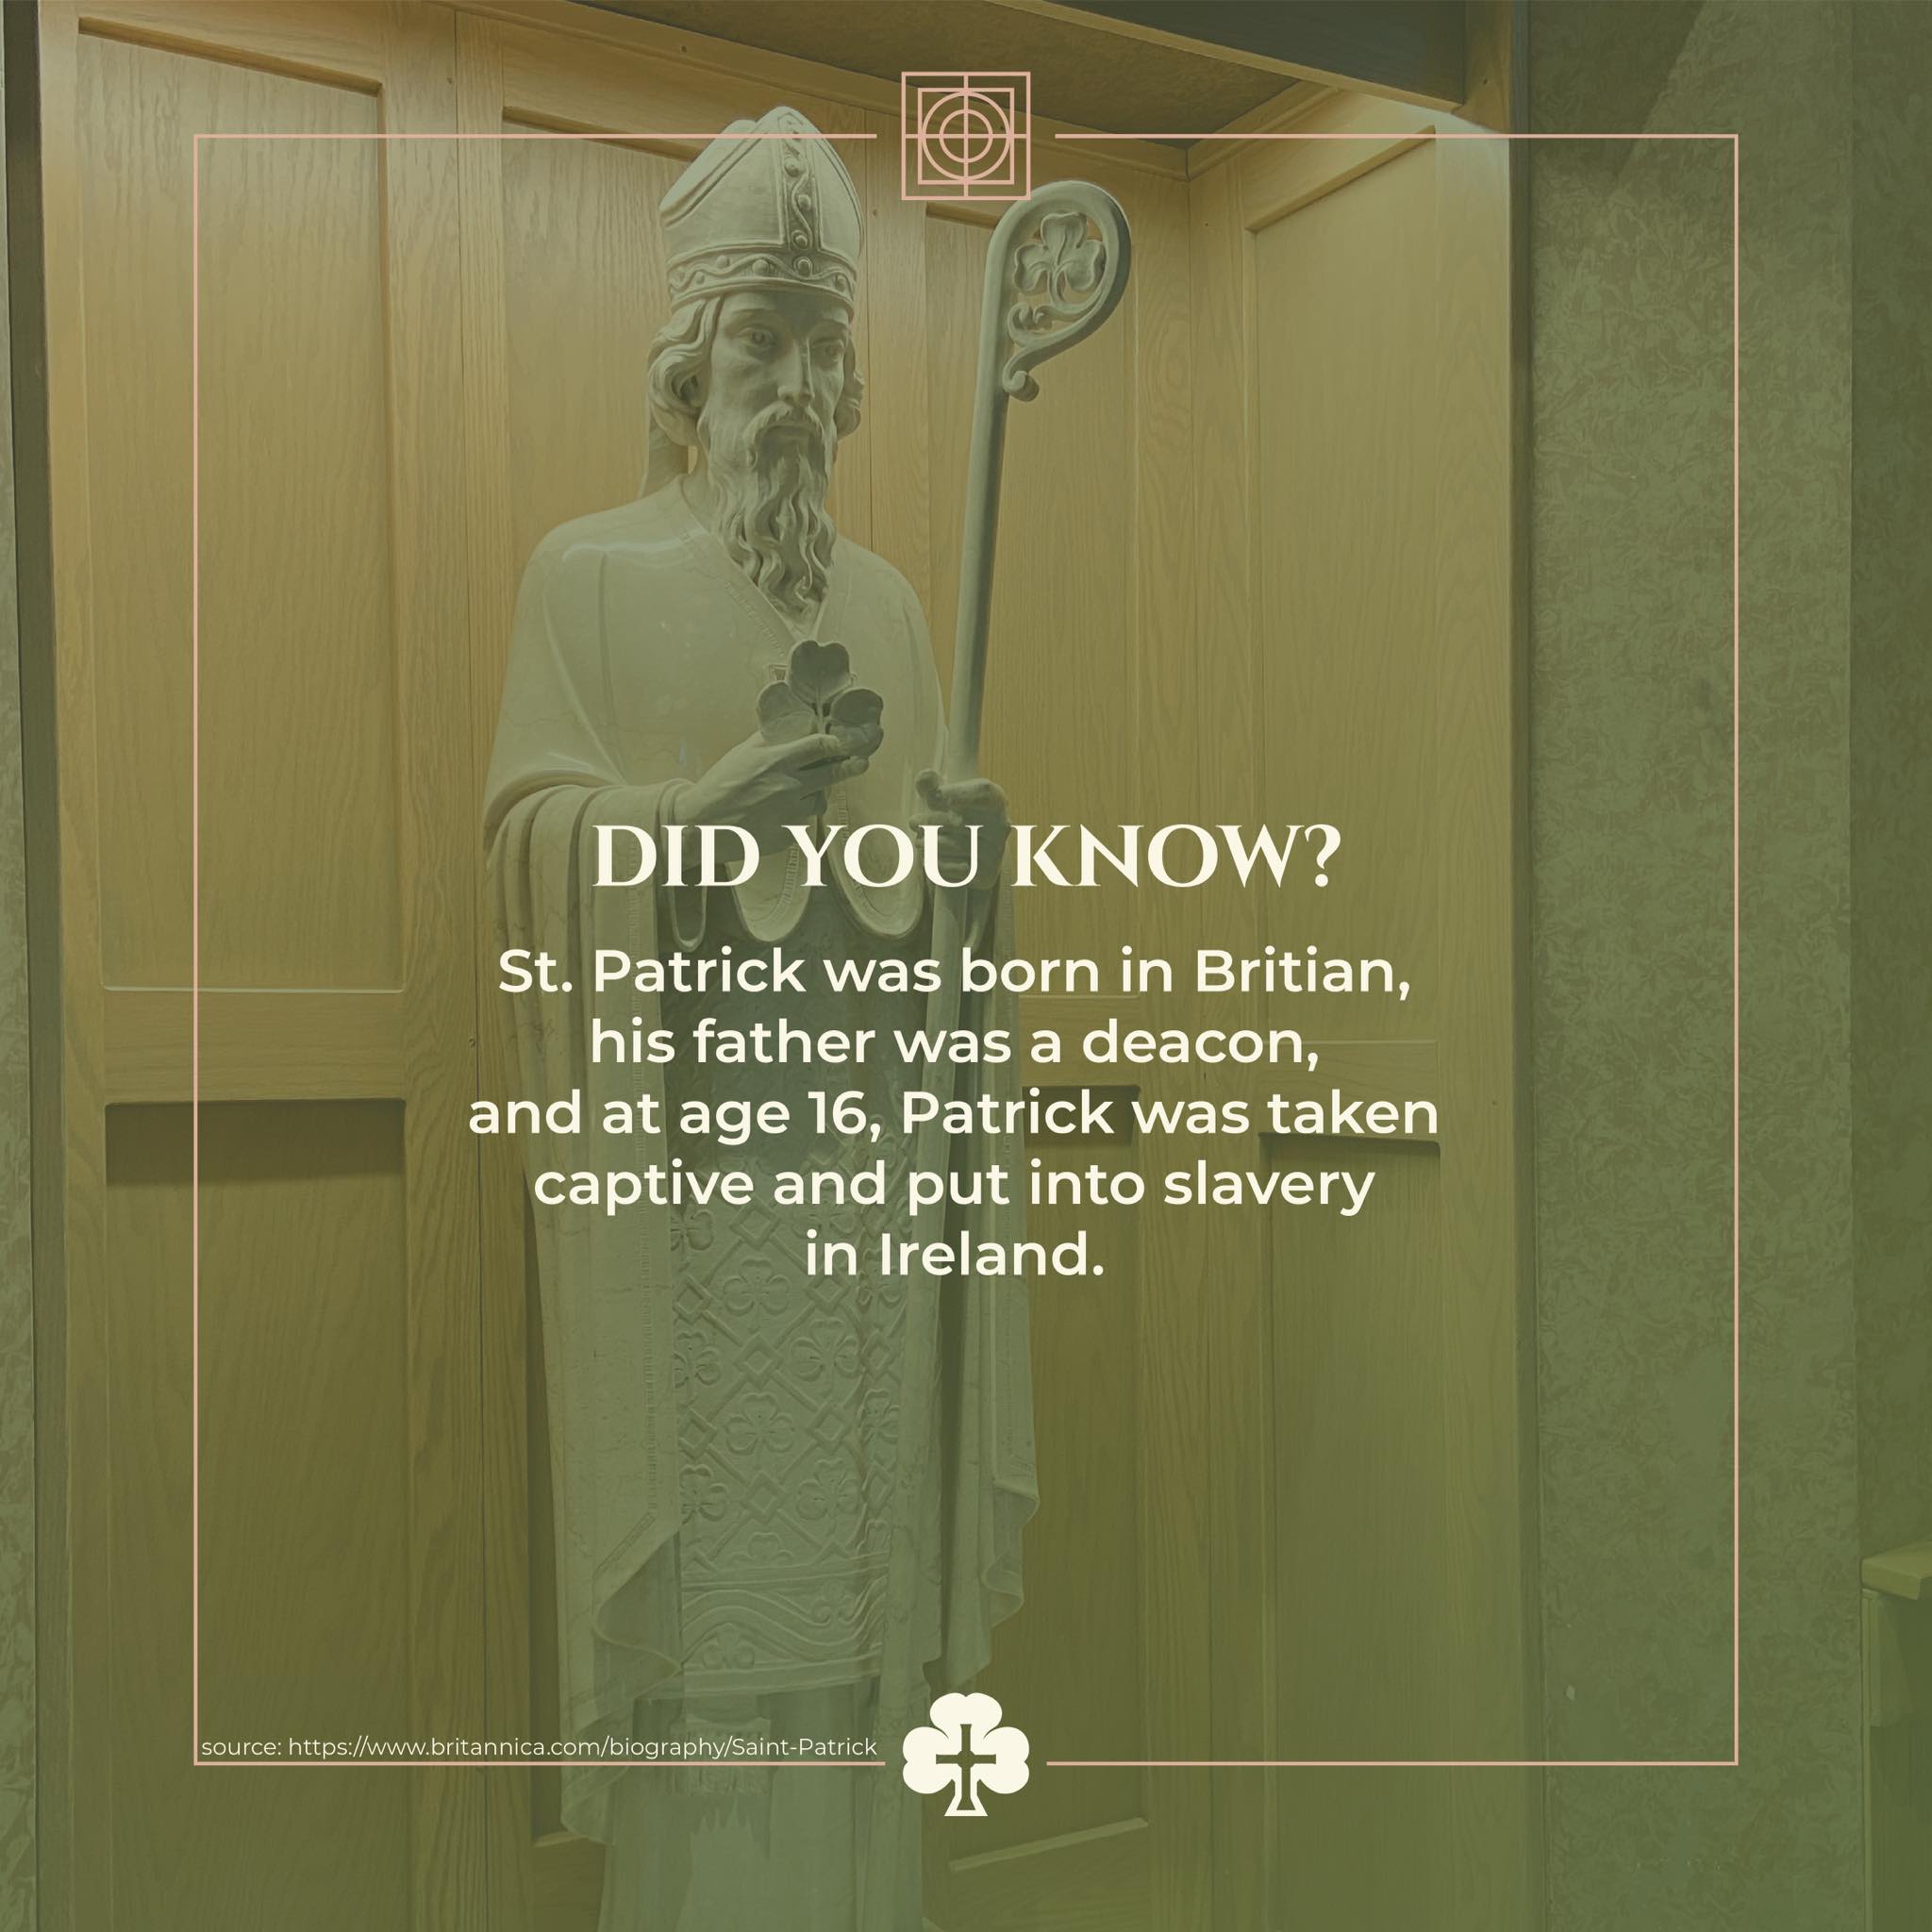 DID YOU KNOW?
St. Patrick was born in Britian,
his father was a deacon,
and at age 16, Patrick was taken
captive and put into slavery
in Ireland.
source: https://www.britannica.com/biography/Saint-Patrick